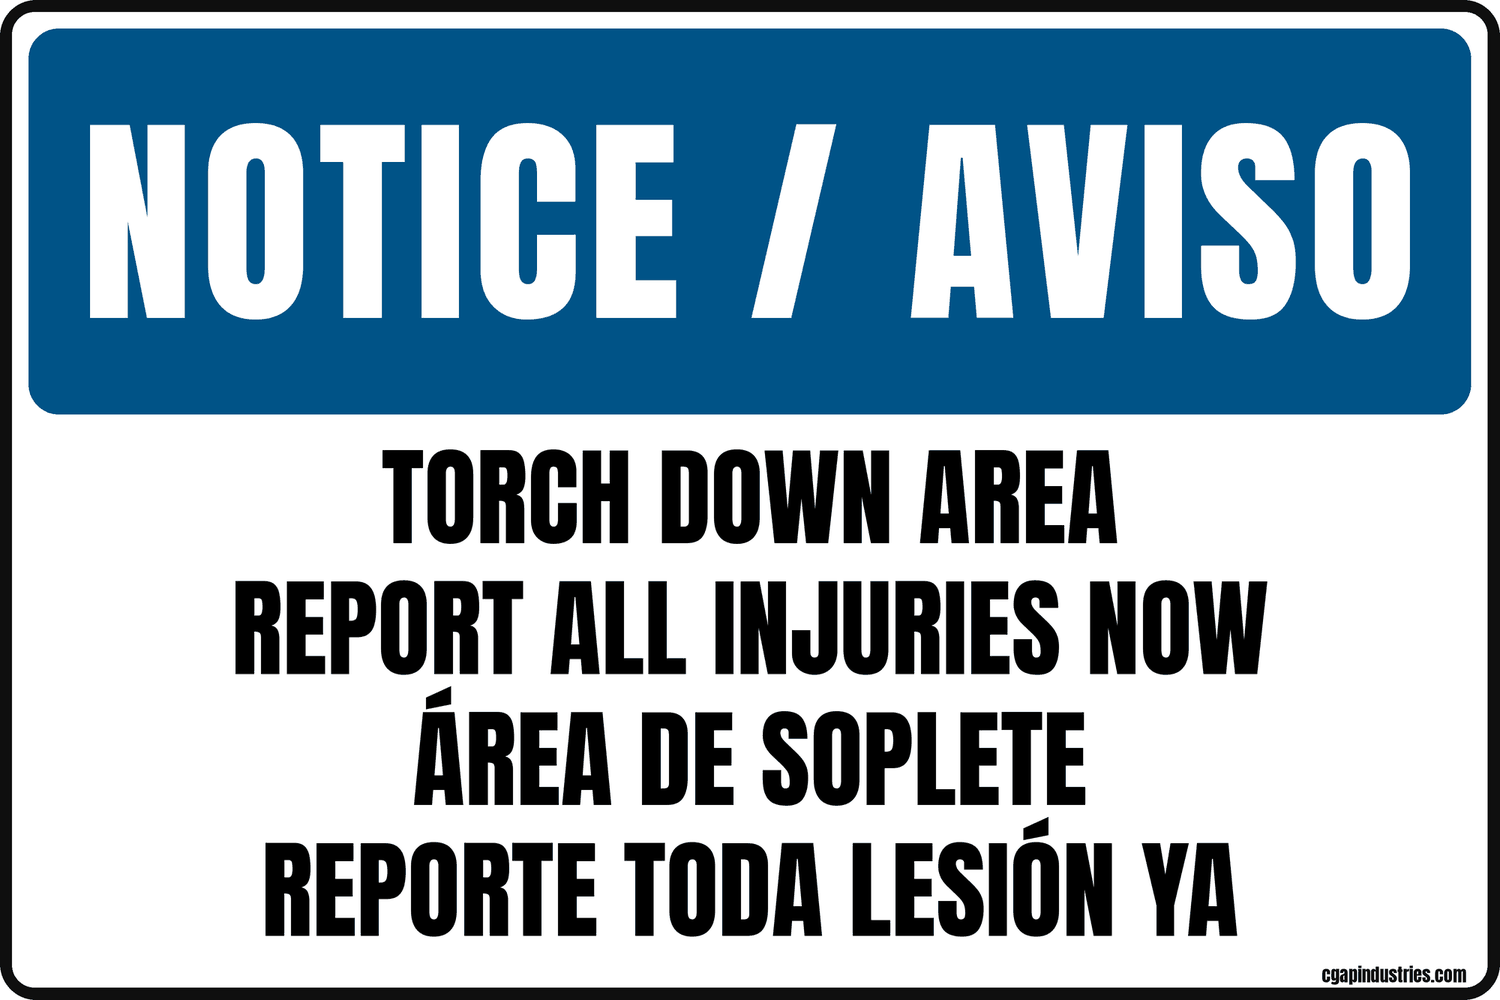 NOTICE / AVISO
TORCH DOWN AREA
REPORT ALL INJURIES NOW
ÁREA DE SOPLETE
REPORTE TODA LESIÓN YA
cgapindustries.com